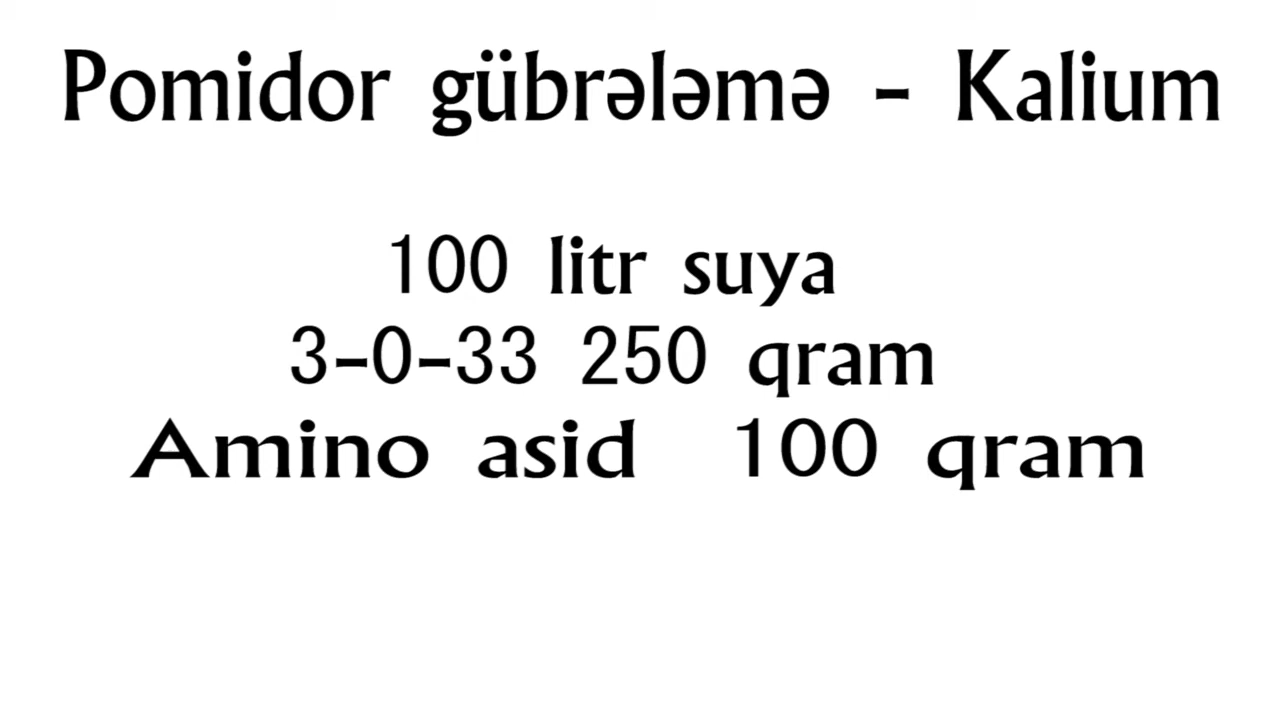 Pomidor gübrələmə - Kalium
100 litr suya
3-0-33 250 qram
Amino asid 100 qram